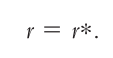 r = r*.